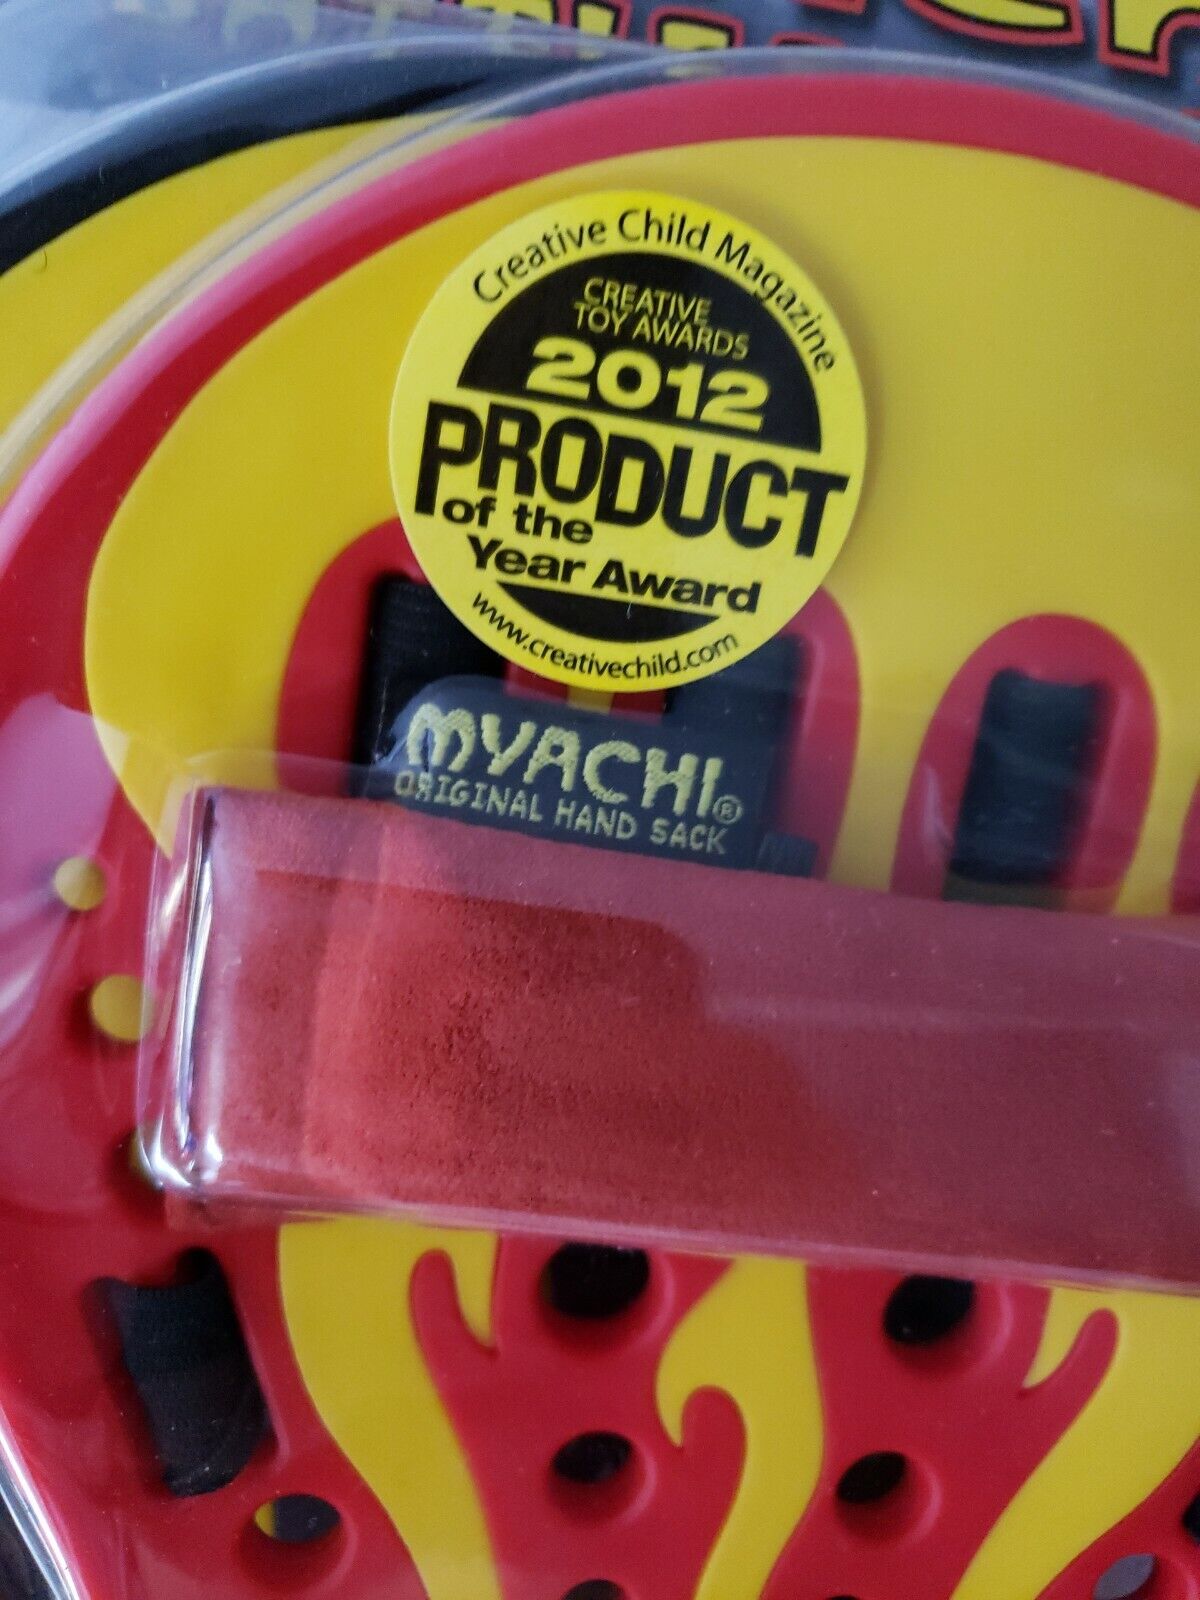 Creative Child Magazine
CREATIVE
TOY AWARDS
2012
PRODUCT
of the
Year Award
www.creativechild.com
MYACHI®
ORIGINAL HAND SACK